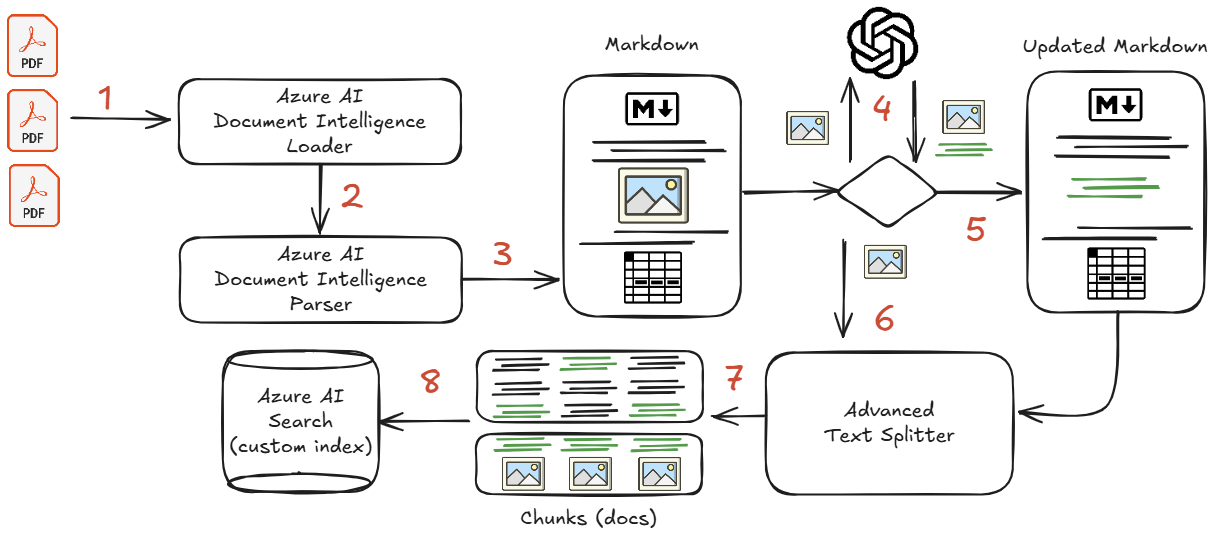 PDF
PDF
PDF
1
Azure AI
Document Intelligence
Loader
2
Azure AI
Document Intelligence
Parser
3
Markdown
M
4
5
Updated Markdown
M
6
Advanced
Text Splitter
7
Chunks (docs)
8
Azure AI
Search
(custom index)